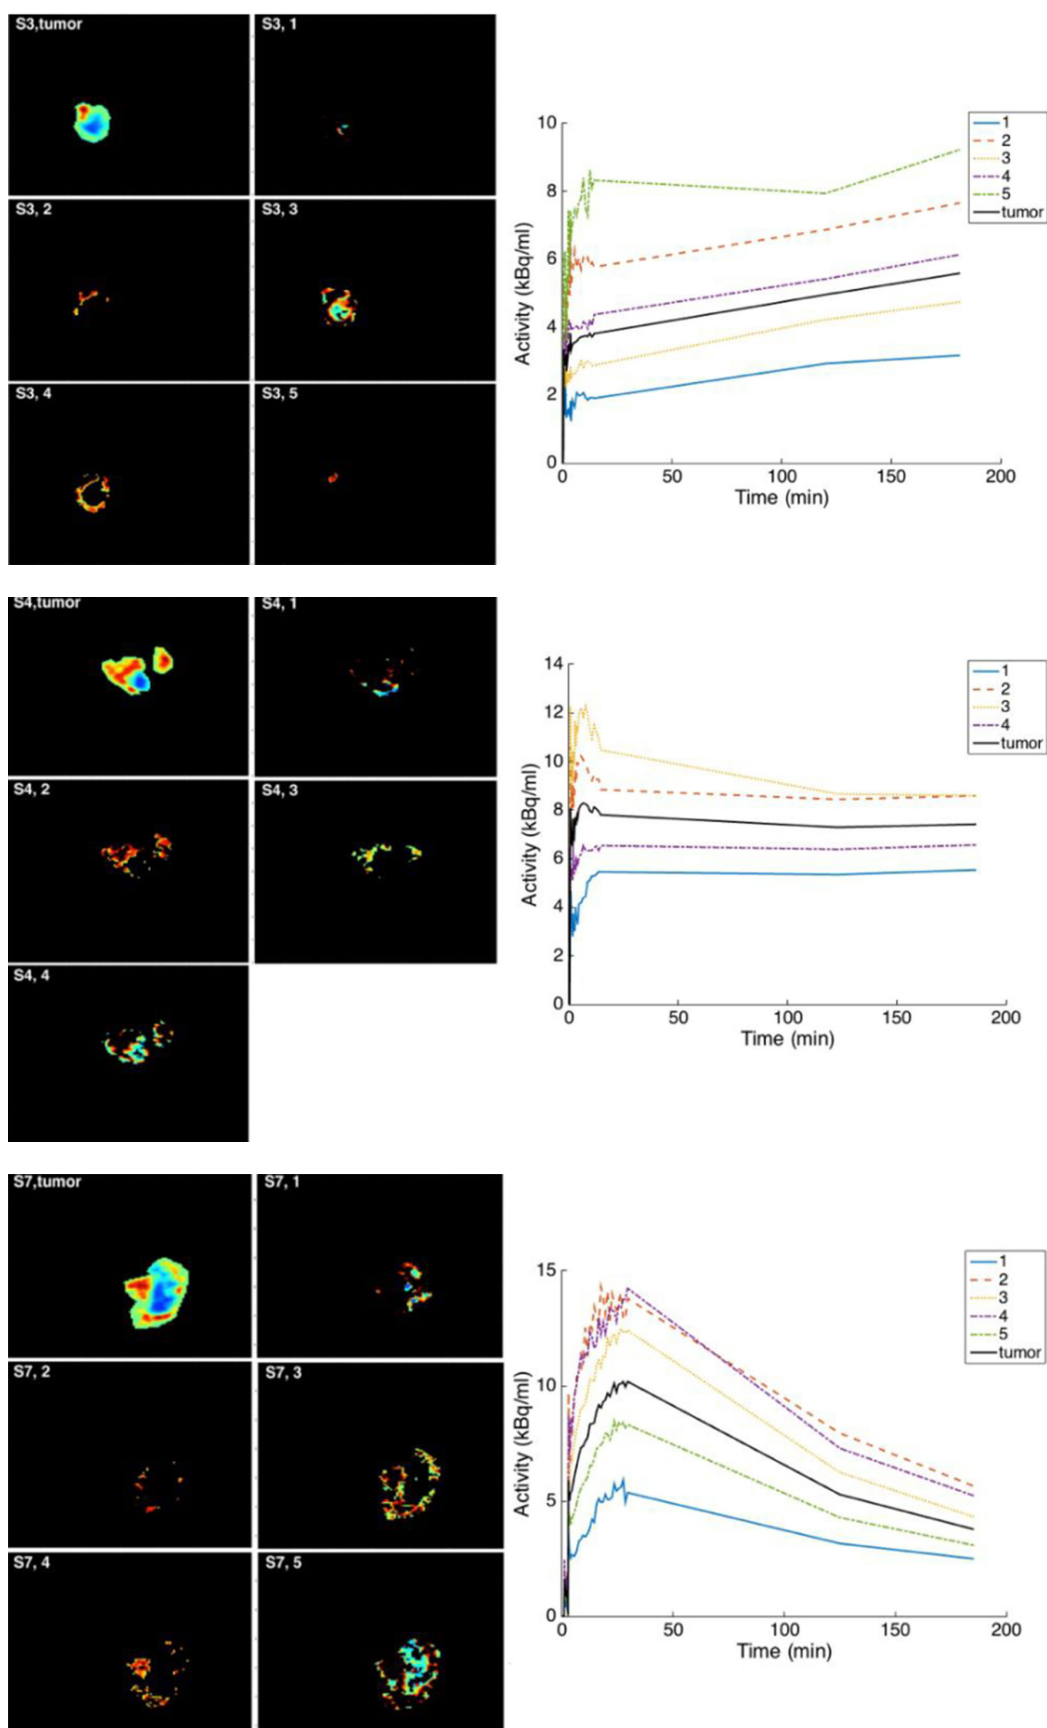 S3,tumor
S3, 1
S3, 2
S3, 3
S3, 4
S3, 5
10
8
6
4
2
0
0 50 100 150 200
Activity (kBq/ml)
Time (min)
1
2
3
4
5
tumor
S4,tumor
S4, 1
S4, 2
S4, 3
S4, 4
14
12
10
8
6
4
2
0
0 50 100 150 200
Activity (kBq/ml)
Time (min)
1
2
3
4
tumor
S7,tumor
S7, 1
S7, 2
S7, 3
S7, 4
S7, 5
15
10
5
0
0 50 100 150 200
Activity (kBq/ml)
Time (min)
1
2
3
4
5
tumor